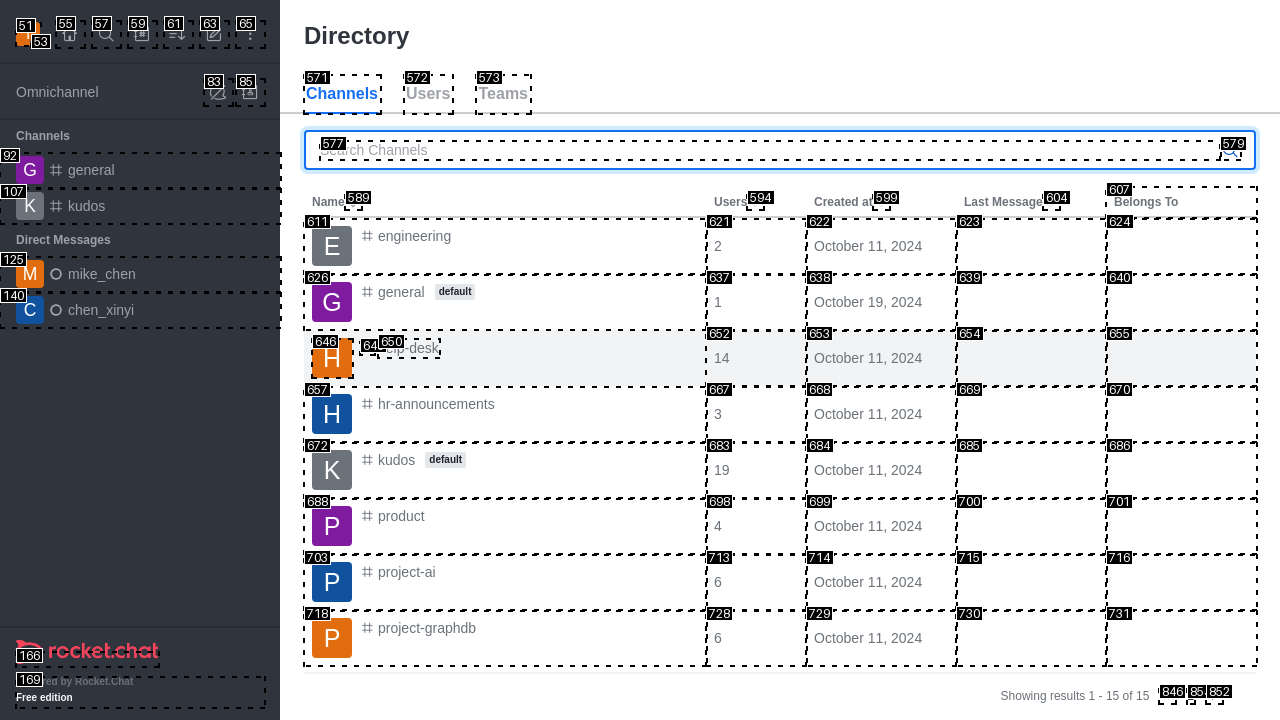 51 53 55 57 59 61 63 65
Omnichannel
83 85
Channels
92 G general
107 K kudos
Direct Messages
125 M mike_chen
140 C chen_xinyi
166 rocket.chat
169 ed by Rocket.Chat
Free edition
Directory
571 572 573
Channels Users Teams
577 Search Channels 579
Name 589 Users 594 Created at 599 Last Message 604 607 Belongs To
611 E engineering 621 2 622 October 11, 2024 623 624
626 G general default 637 1 638 October 19, 2024 639 640
646 H 64 650 lp-desk 652 14 653 October 11, 2024 654 655
657 H hr-announcements 667 3 668 October 11, 2024 669 670
672 K kudos default 683 19 684 October 11, 2024 685 686
688 P product 698 4 699 October 11, 2024 700 701
703 P project-ai 713 6 714 October 11, 2024 715 716
718 P project-graphdb 728 6 729 October 11, 2024 730 731
Showing results 1 - 15 of 15 846 85 852